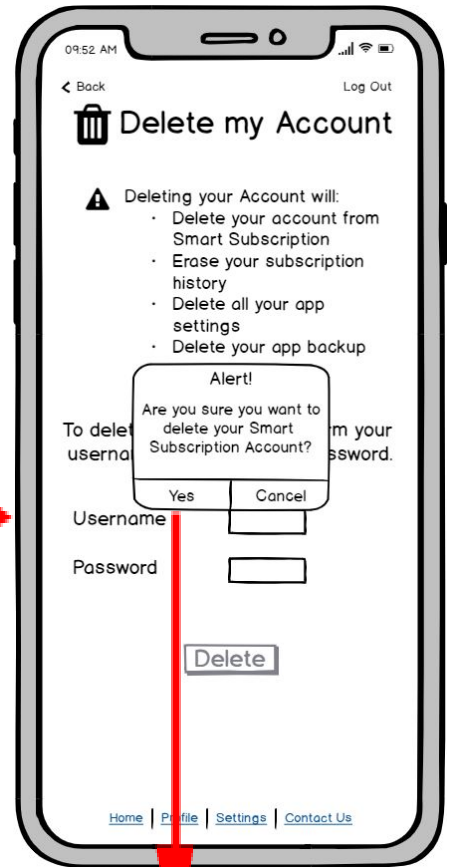 09:52 AM
Back
Log Out
Delete my Account
Deleting your Account will:
· Delete your account from
Smart Subscription
· Erase your subscription
history
· Delete all your app
settings
· Delete your app backup
Alert!
Are you sure you want to
delete your Smart
Subscription Account?
Yes
Cancel
To delet
m your
userna
ssword.
Username
Password
Delete
Home | Profile | Settings | Contact Us